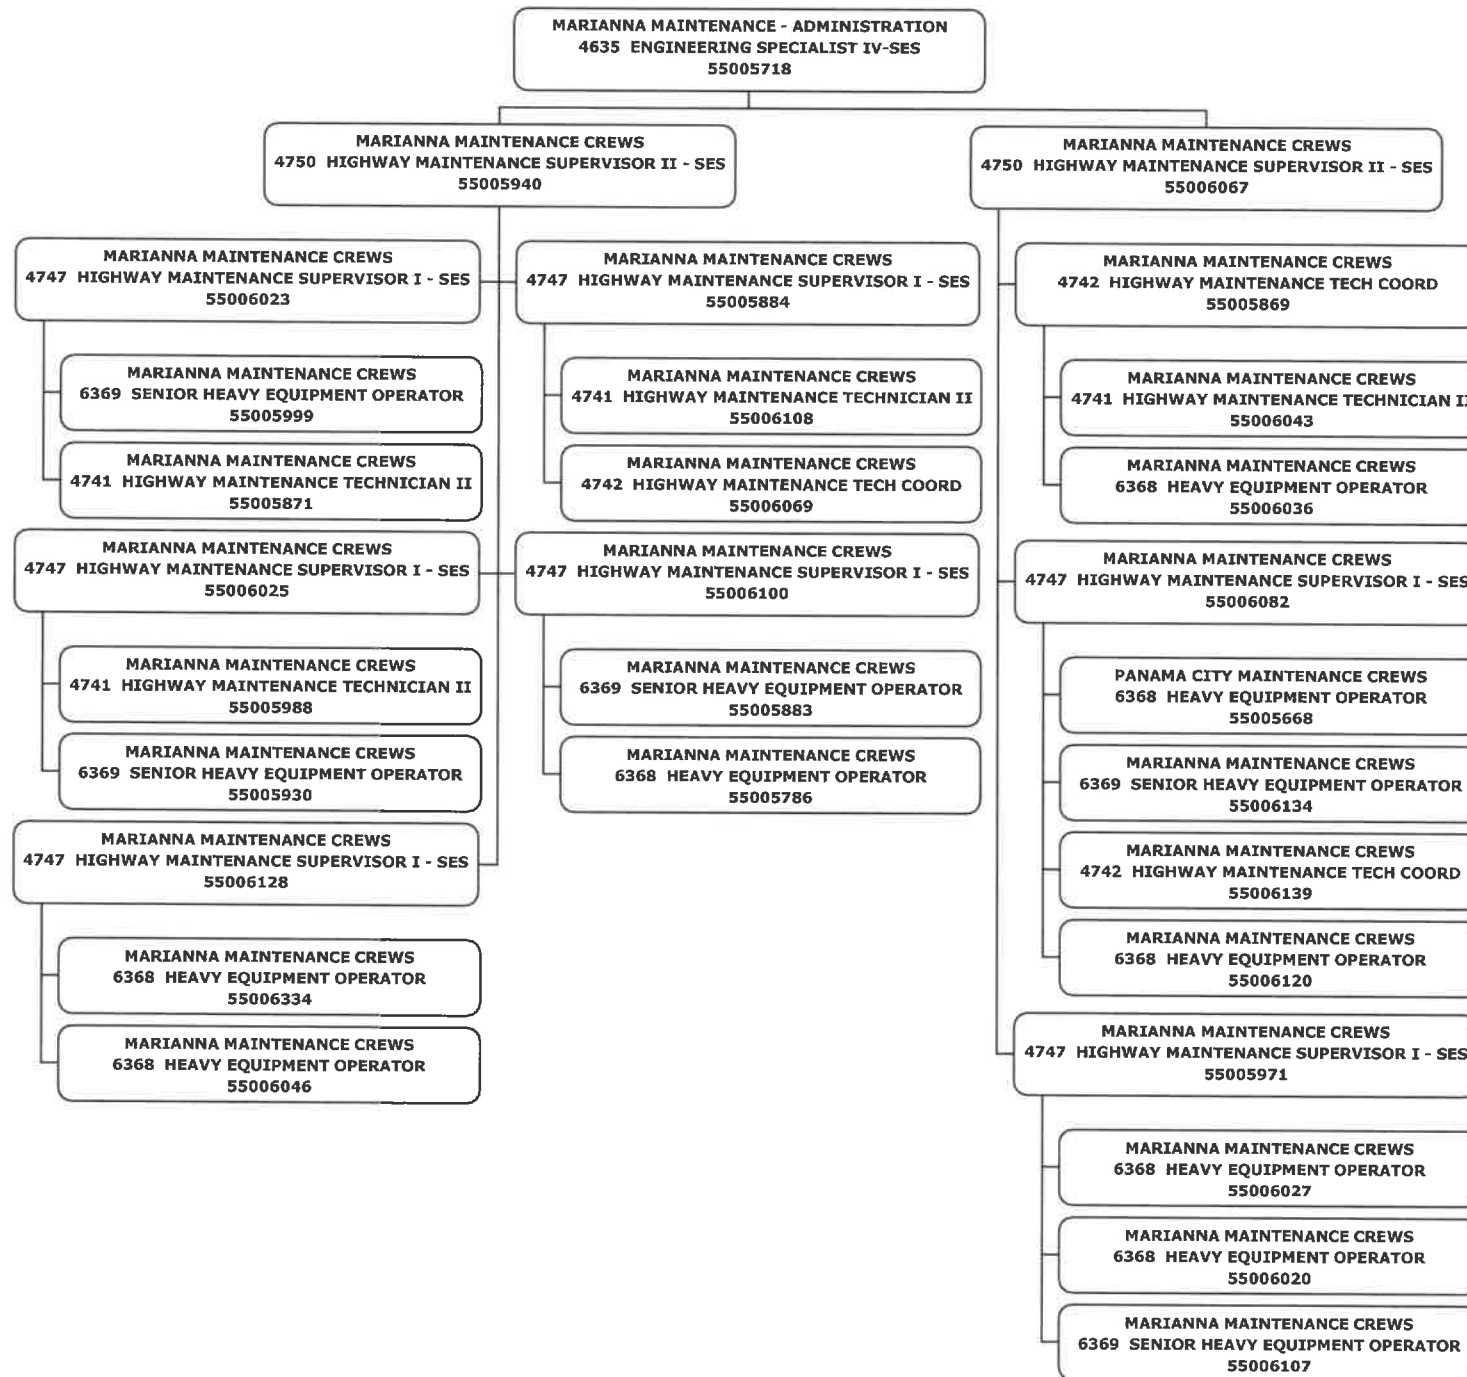 MARIANNA MAINTENANCE - ADMINISTRATION
4635 ENGINEERING SPECIALIST IV-SES
55005718
MARIANNA MAINTENANCE CREWS
4750 HIGHWAY MAINTENANCE SUPERVISOR II - SES
55005940
MARIANNA MAINTENANCE CREWS
4747 HIGHWAY MAINTENANCE SUPERVISOR I - SES
55006023
MARIANNA MAINTENANCE CREWS
6369 SENIOR HEAVY EQUIPMENT OPERATOR
55005999
MARIANNA MAINTENANCE CREWS
4741 HIGHWAY MAINTENANCE TECHNICIAN II
55005871
MARIANNA MAINTENANCE CREWS
4747 HIGHWAY MAINTENANCE SUPERVISOR I - SES
55006025
MARIANNA MAINTENANCE CREWS
4741 HIGHWAY MAINTENANCE TECHNICIAN II
55005988
MARIANNA MAINTENANCE CREWS
6369 SENIOR HEAVY EQUIPMENT OPERATOR
55005930
MARIANNA MAINTENANCE CREWS
4747 HIGHWAY MAINTENANCE SUPERVISOR I - SES
55006128
MARIANNA MAINTENANCE CREWS
6368 HEAVY EQUIPMENT OPERATOR
55006334
MARIANNA MAINTENANCE CREWS
6368 HEAVY EQUIPMENT OPERATOR
55006046
MARIANNA MAINTENANCE CREWS
4747 HIGHWAY MAINTENANCE SUPERVISOR I - SES
55005884
MARIANNA MAINTENANCE CREWS
4741 HIGHWAY MAINTENANCE TECHNICIAN II
55006108
MARIANNA MAINTENANCE CREWS
4742 HIGHWAY MAINTENANCE TECH COORD
55006069
MARIANNA MAINTENANCE CREWS
4747 HIGHWAY MAINTENANCE SUPERVISOR I - SES
55006100
MARIANNA MAINTENANCE CREWS
6369 SENIOR HEAVY EQUIPMENT OPERATOR
55005883
MARIANNA MAINTENANCE CREWS
6368 HEAVY EQUIPMENT OPERATOR
55005786
MARIANNA MAINTENANCE CREWS
4750 HIGHWAY MAINTENANCE SUPERVISOR II - SES
55006067
MARIANNA MAINTENANCE CREWS
4742 HIGHWAY MAINTENANCE TECH COORD
55005869
MARIANNA MAINTENANCE CREWS
4741 HIGHWAY MAINTENANCE TECHNICIAN II
55006043
MARIANNA MAINTENANCE CREWS
6368 HEAVY EQUIPMENT OPERATOR
55006036
MARIANNA MAINTENANCE CREWS
4747 HIGHWAY MAINTENANCE SUPERVISOR I - SES
55006082
PANAMA CITY MAINTENANCE CREWS
6368 HEAVY EQUIPMENT OPERATOR
55005668
MARIANNA MAINTENANCE CREWS
6369 SENIOR HEAVY EQUIPMENT OPERATOR
55006134
MARIANNA MAINTENANCE CREWS
4742 HIGHWAY MAINTENANCE TECH COORD
55006139
MARIANNA MAINTENANCE CREWS
6368 HEAVY EQUIPMENT OPERATOR
55006120
MARIANNA MAINTENANCE CREWS
4747 HIGHWAY MAINTENANCE SUPERVISOR I - SES
55005971
MARIANNA MAINTENANCE CREWS
6368 HEAVY EQUIPMENT OPERATOR
55006027
MARIANNA MAINTENANCE CREWS
6368 HEAVY EQUIPMENT OPERATOR
55006020
MARIANNA MAINTENANCE CREWS
6369 SENIOR HEAVY EQUIPMENT OPERATOR
55006107